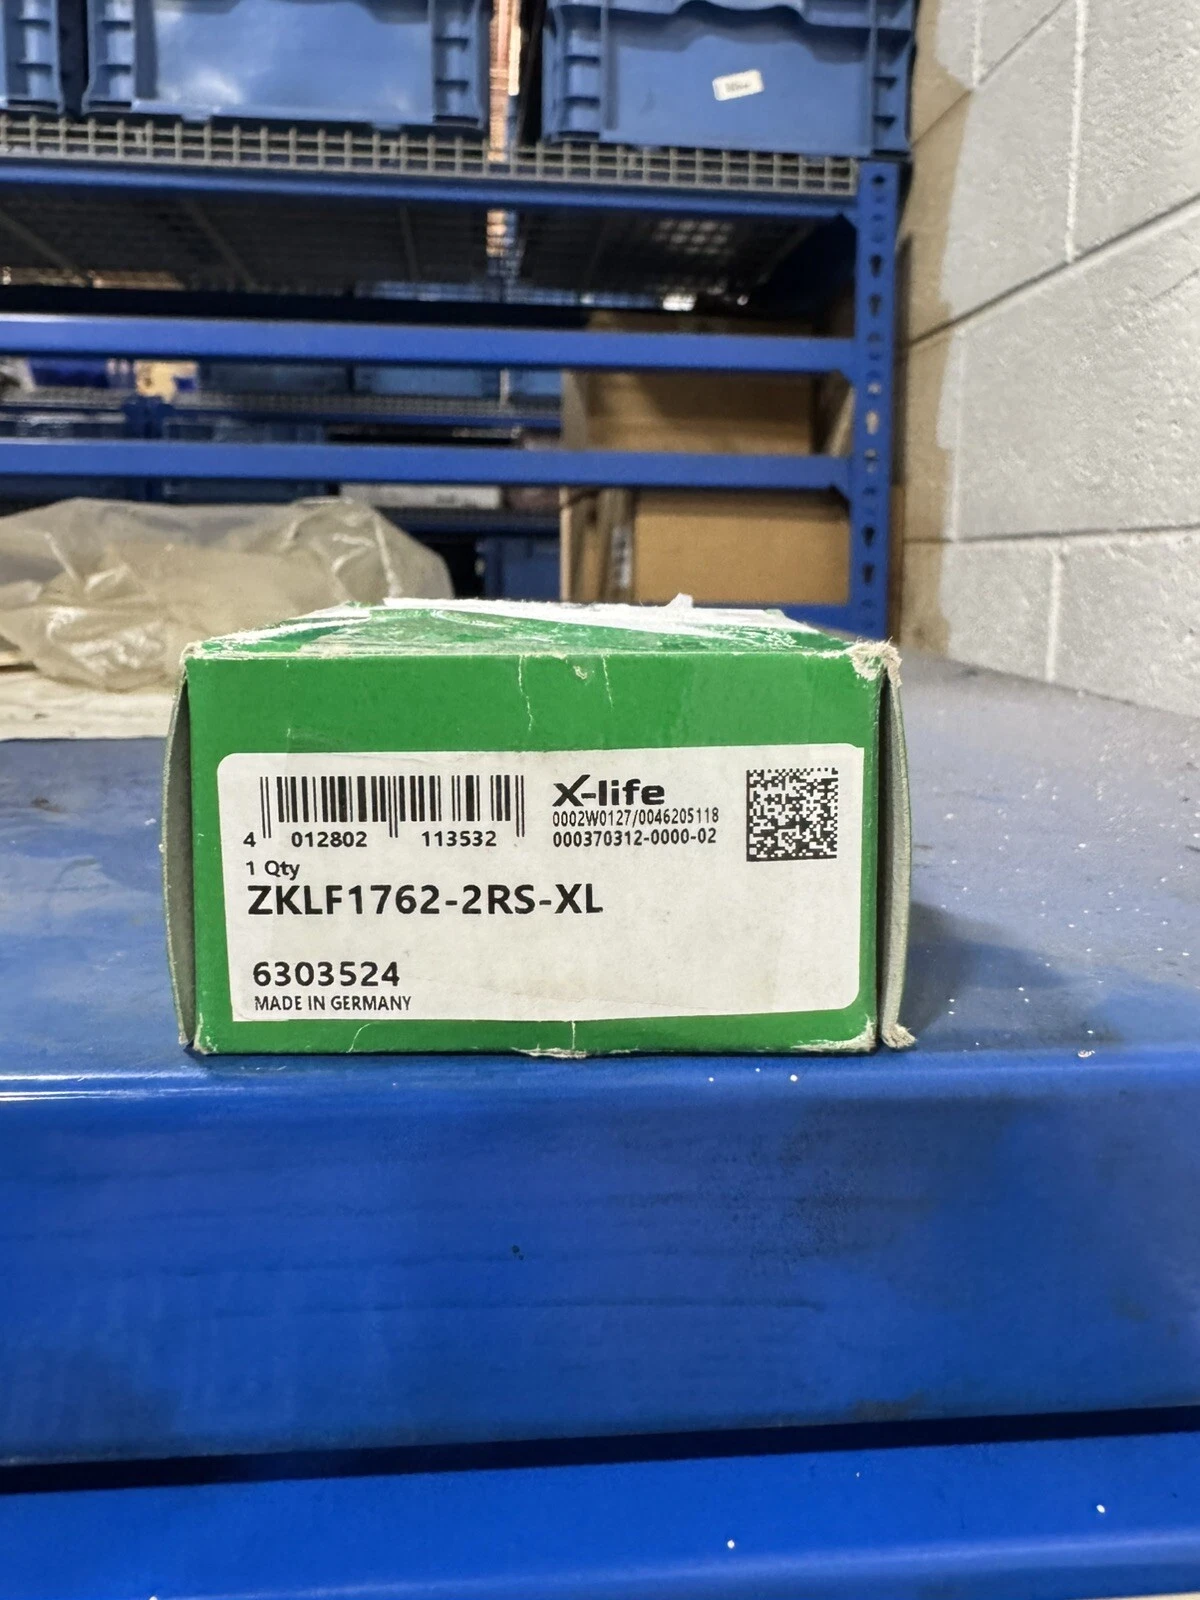 X-life
0002W0127/0046205118
000370312-0000-02
4 012802 113532
1 Qty
ZKLF1762-2RS-XL
6303524
MADE IN GERMANY